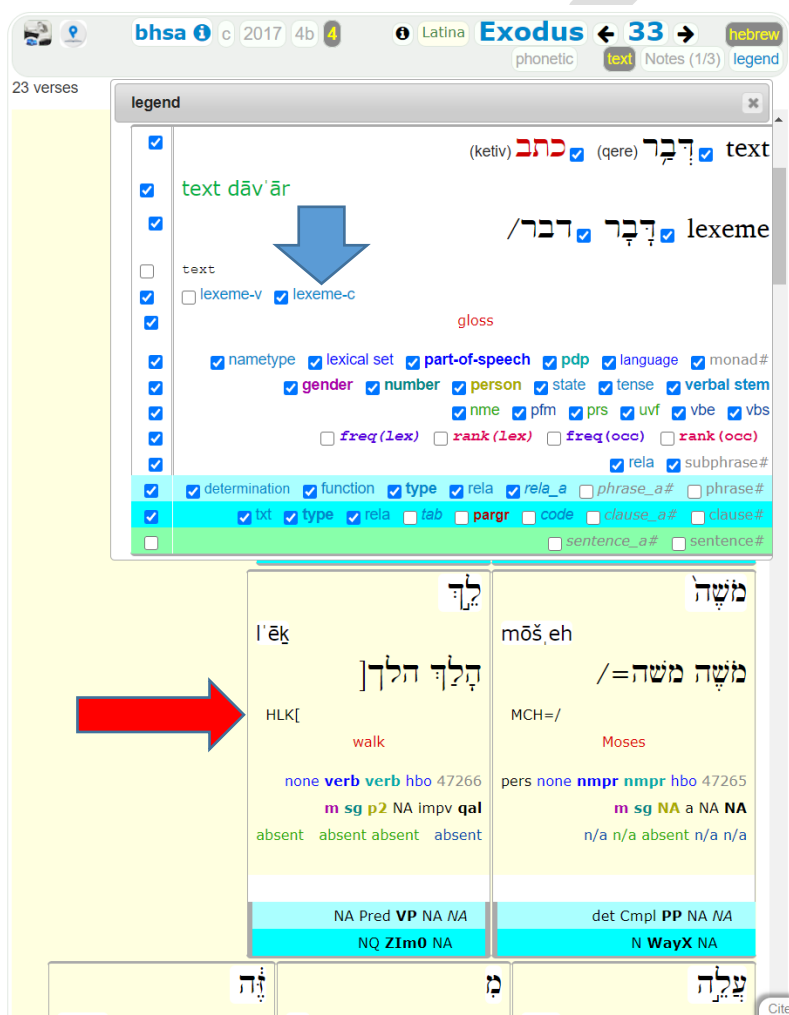 bhsa c 2017 4b 4 Latina Exodus 33 hebrew
phonetic text Notes (1/3) legend
23 verses
legend
text דְּבַ֥ר (qere) כתב (ketiv)
text dāvˈār
lexeme דָּבָר דבר/
text
lexeme-v lexeme-c
gloss
nametype lexical set part-of-speech pdp language monad#
gender number person state tense verbal stem
nme pfm prs uvf vbe vbs
freq(lex) rank(lex) freq(occ) rank(occ)
rela subphrase#
determination function type rela rela_a phrase_a# phrase#
txt type rela tab pargr code clause_a# clause#
sentence_a# sentence#
מֹשֶׁה֙
mōšˌeh
מֹשֶׁה משה=/
MCH=/
Moses
pers none nmpr nmpr hbo 47265
m sg NA a NA NA
n/a n/a absent n/a n/a
det Cmpl PP NA NA
N WayX NA
לֵ֣ךְ
lˈēḵ
הָלַךְ הלך[
HLK[
walk
none verb verb hbo 47266
m sg p2 NA impv qal
absent absent absent absent
NA Pred VP NA NA
NQ ZIm0 NA
עֲלֵ֣ה
מִ
זֶּ֔ה
Cite